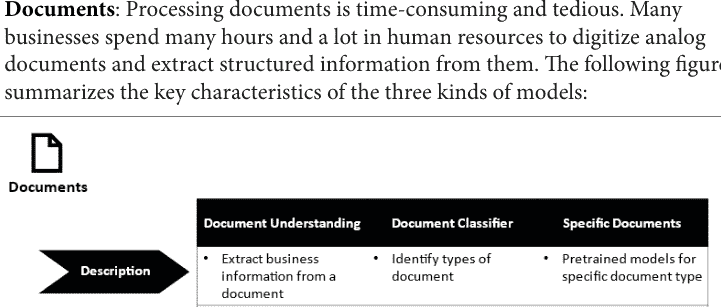 Documents: Processing documents is time-consuming and tedious. Many
businesses spend many hours and a lot in human resources to digitize analog
documents and extract structured information from them. The following figure
summarizes the key characteristics of the three kinds of models:
Documents
Document Understanding Document Classifier Specific Documents
Description
• Extract business • Identify types of • Pretrained models for
information from a document specific document type
document